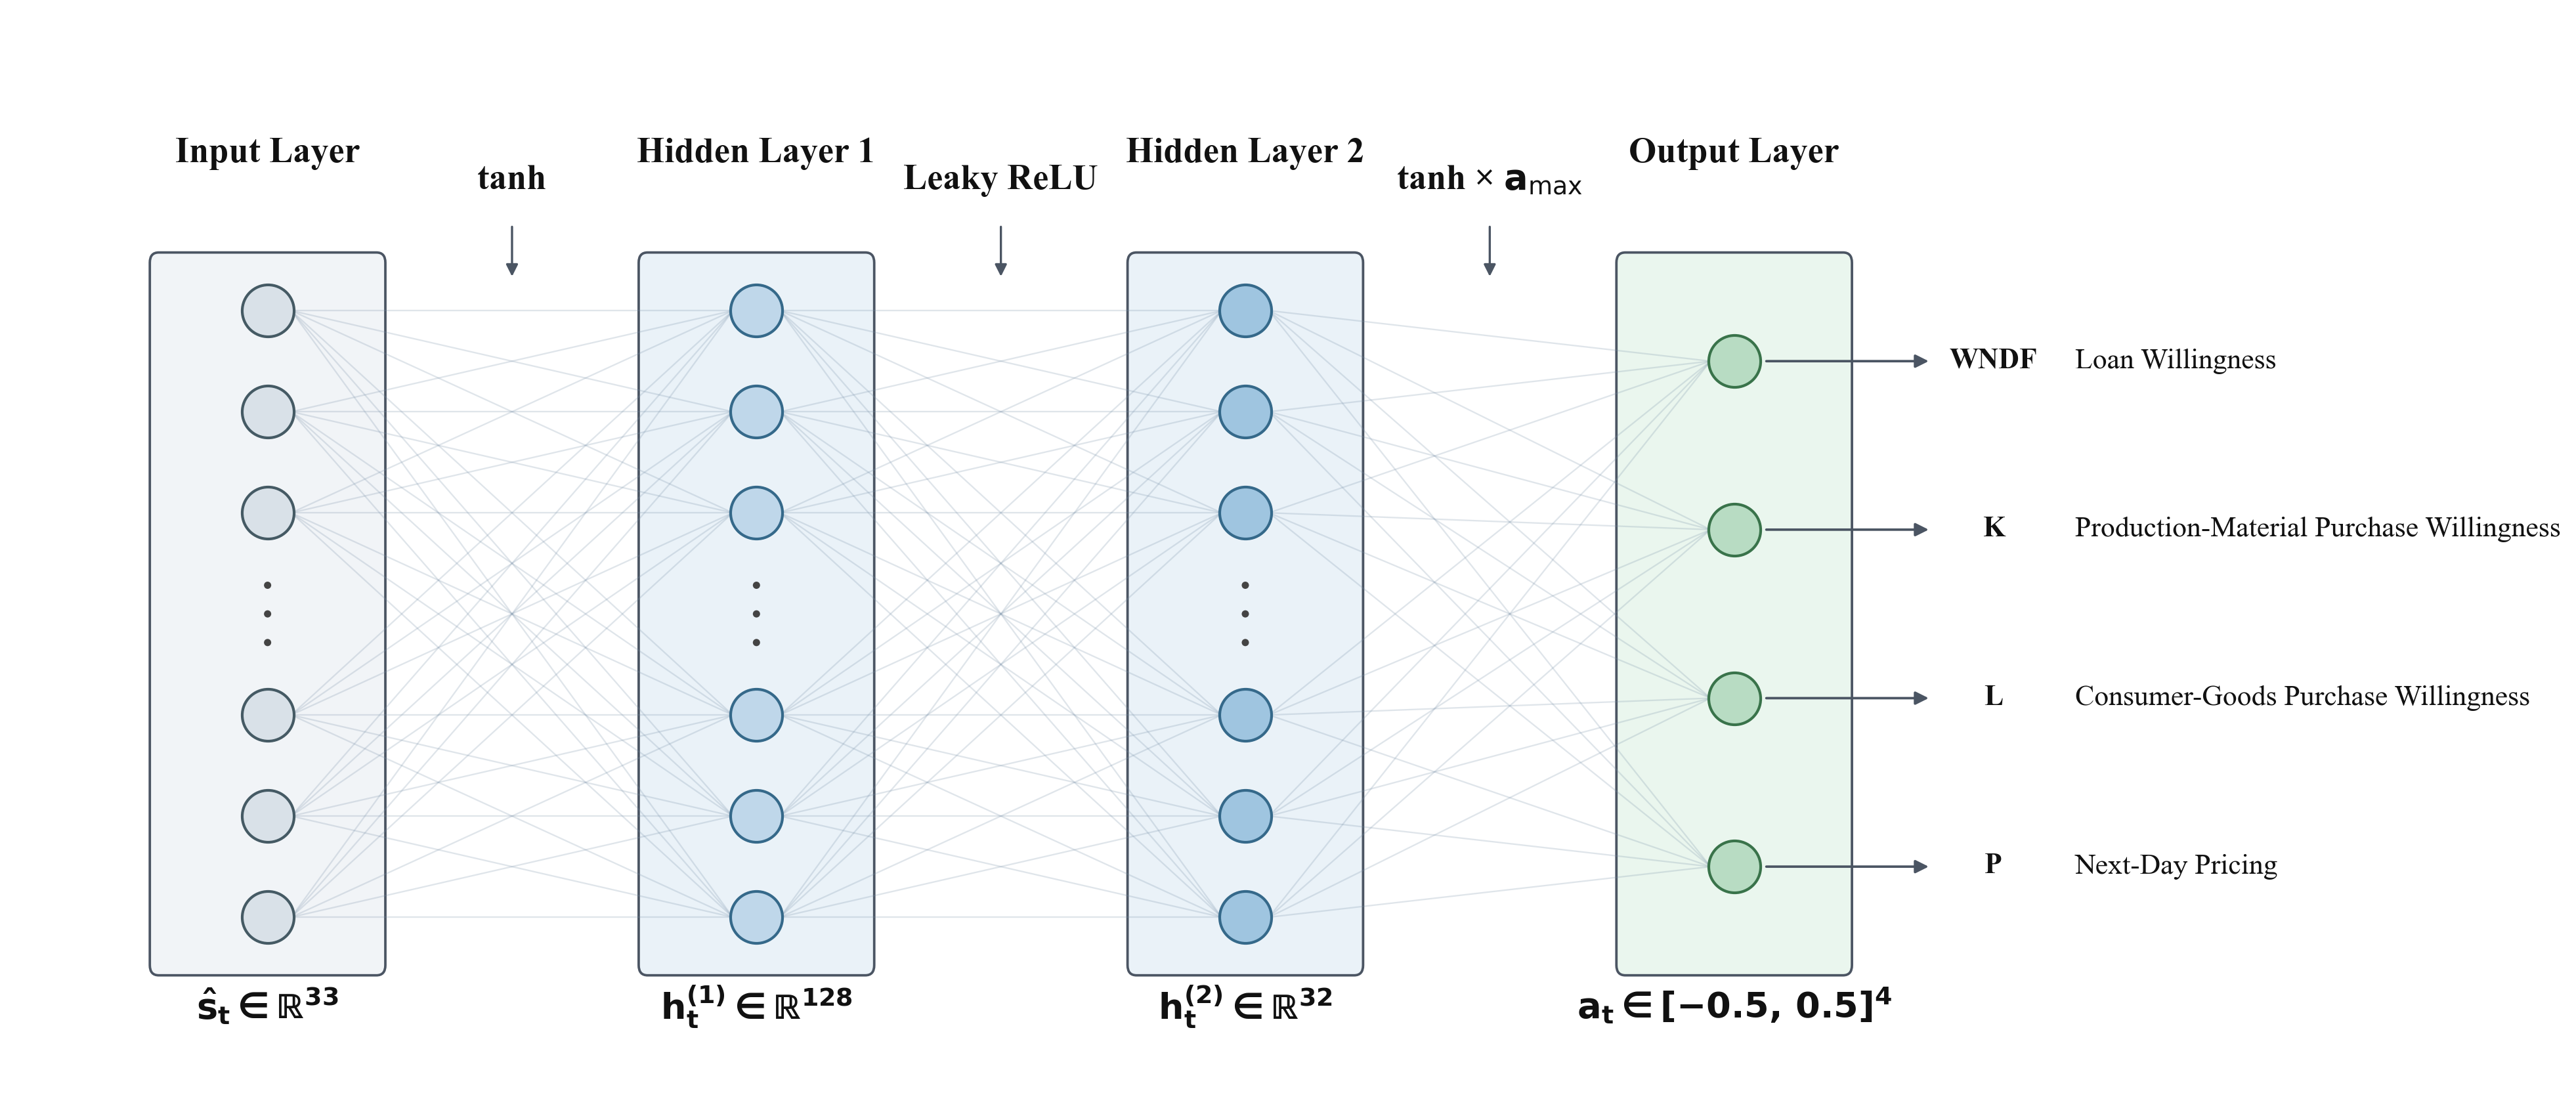 Input Layer
tanh
Hidden Layer 1
Leaky ReLU
Hidden Layer 2
tanh × a_max
Output Layer
WNDF Loan Willingness
K Production-Material Purchase Willingness
L Consumer-Goods Purchase Willingness
P Next-Day Pricing
ŝ_t ∈ ℝ^33
h_t^(1) ∈ ℝ^128
h_t^(2) ∈ ℝ^32
a_t ∈ [−0.5, 0.5]^4